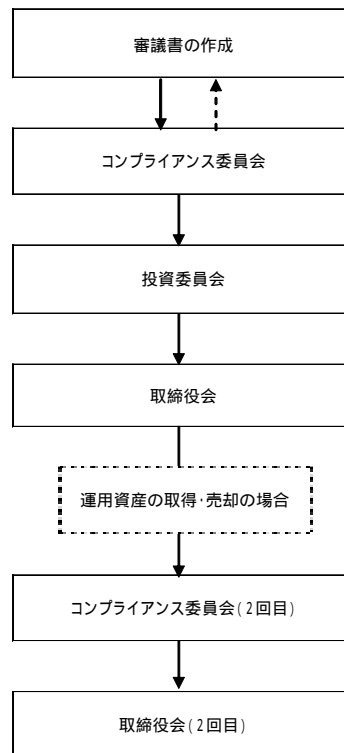 審議書の作成
コンプライアンス委員会
投資委員会
取締役会
運用資産の取得・売却の場合
コンプライアンス委員会(2回目)
取締役会(2回目)